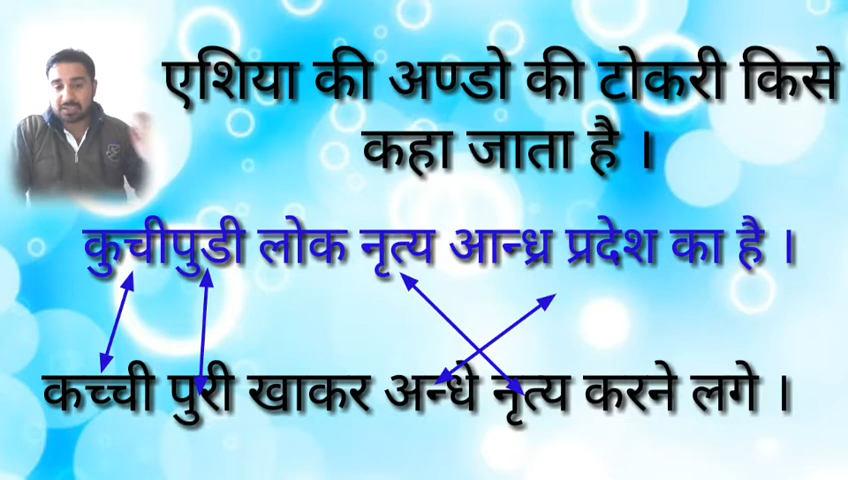 एशिया की अण्डो की टोकरी किसे
कहा जाता है ।
कुचीपुडी लोक नृत्य आन्ध्र प्रदेश का है ।
कच्ची पुरी खाकर अन्धे नृत्य करने लगे ।